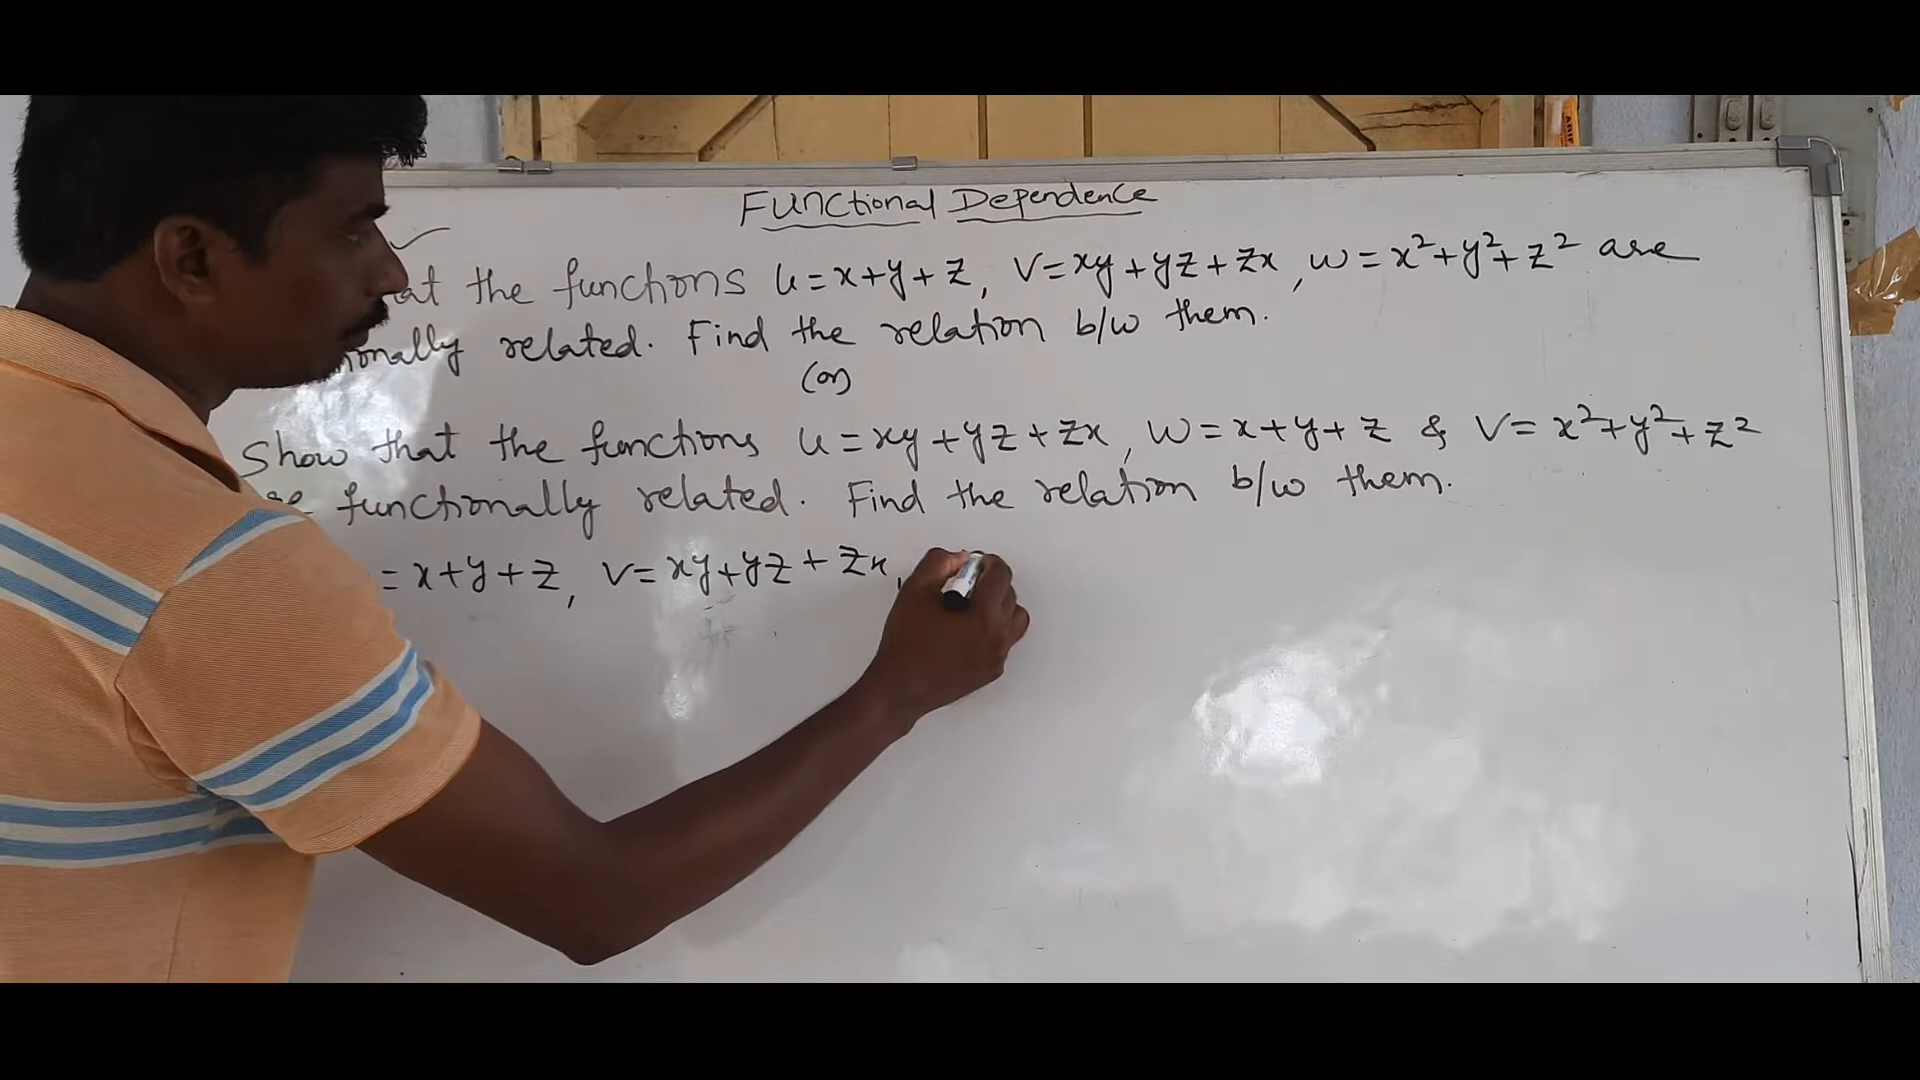 Functional Dependence
the functions u = x+y+z, v = xy+yz+zx, w = x²+y²+z² are
related. Find the relation b/w them.
(or)
Show that the functions u = xy+yz+zx, w = x+y+z & v = x²+y²+z²
functionally related. Find the relation b/w them.
= x+y+z, v = xy+yz+zx,